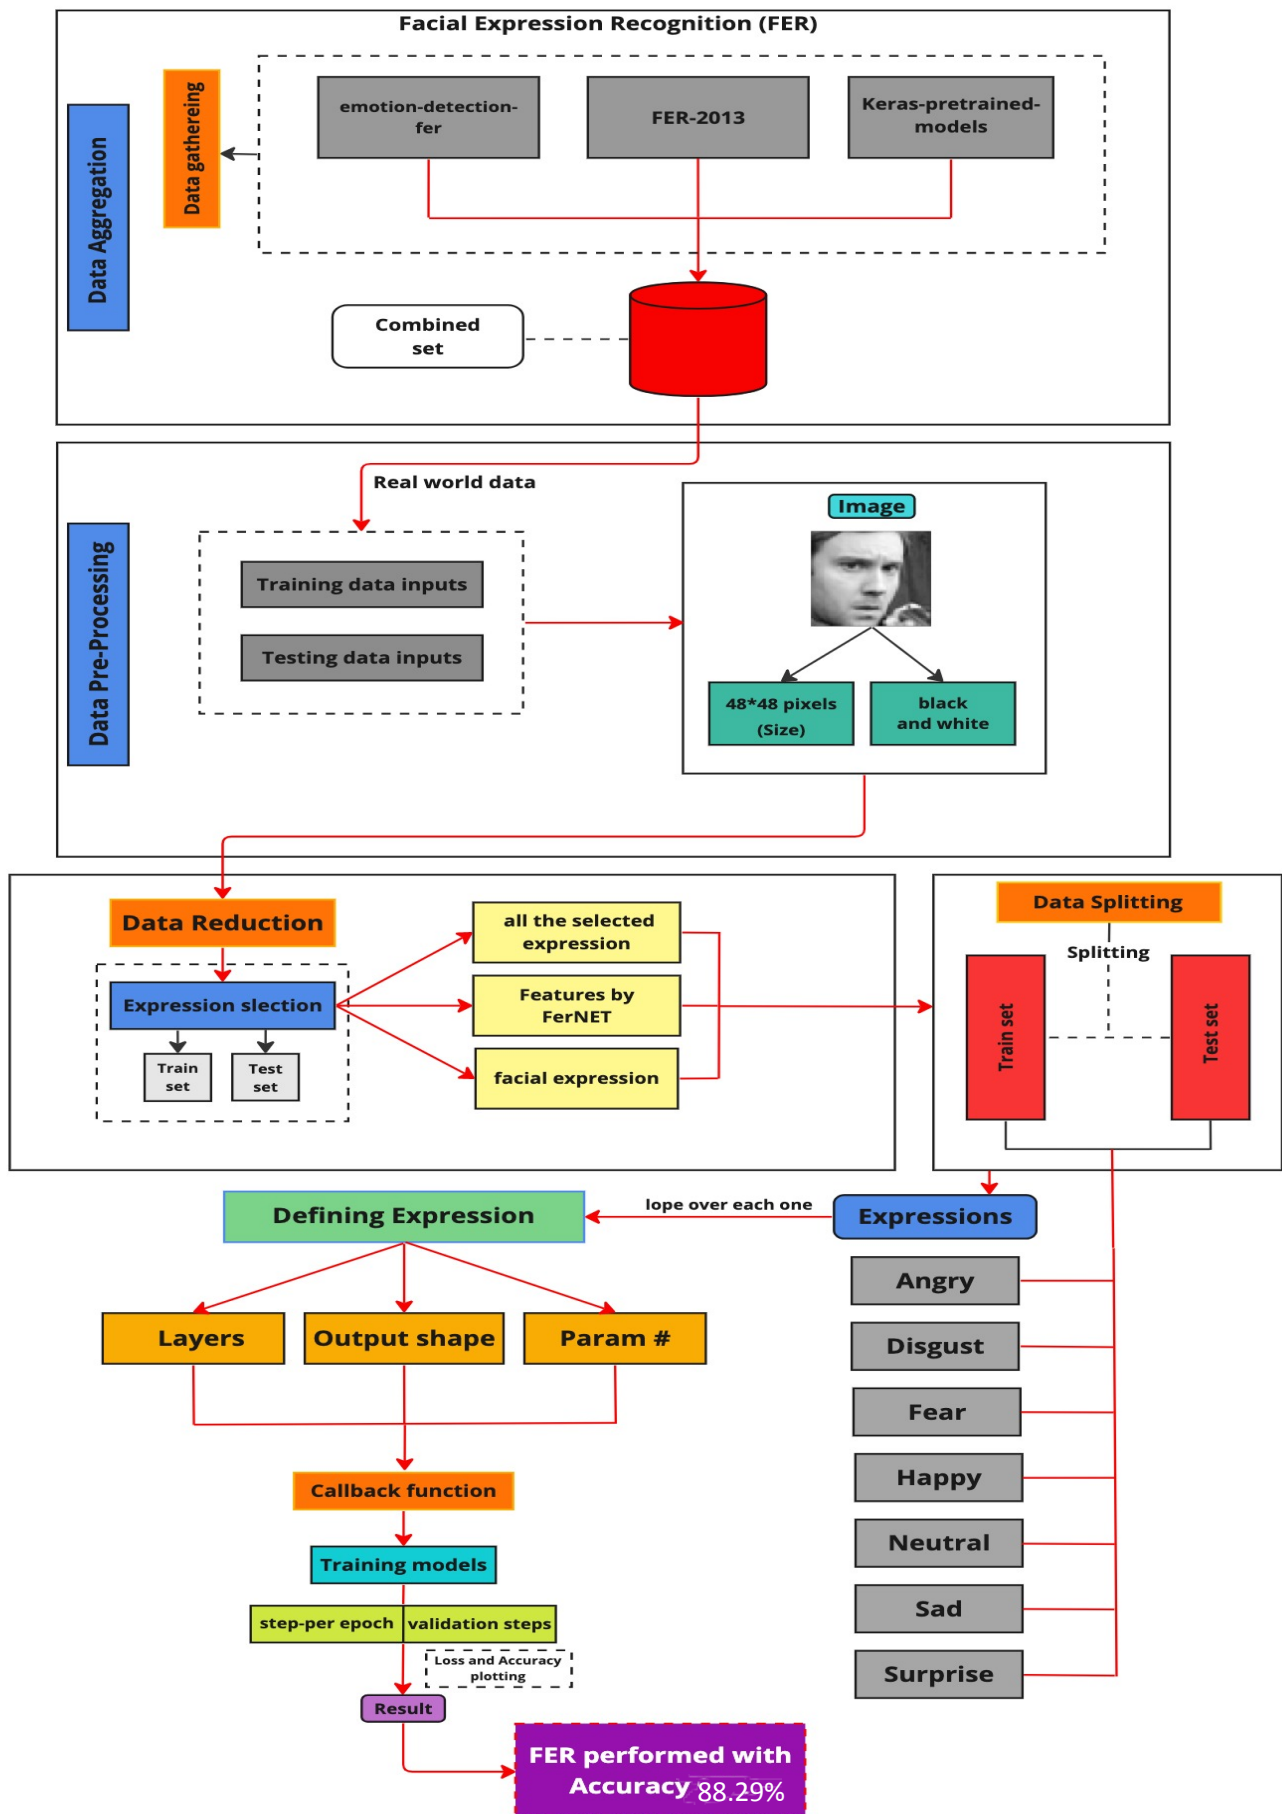 Facial Expression Recognition (FER)
Data Aggregation
Data gathereing
emotion-detection-
fer
FER-2013
Keras-pretrained-
models
Combined
set
Data Pre-Processing
Real world data
Training data inputs
Testing data inputs
Image
48*48 pixels
(Size)
black
and white
Data Reduction
Expression slection
Train
set
Test
set
all the selected
expression
Features by
FerNET
facial expression
Data Splitting
Splitting
Train set
Test set
Expressions
lope over each one
Defining Expression
Angry
Disgust
Fear
Happy
Neutral
Sad
Surprise
Layers
Output shape
Param #
Callback function
Training models
step-per epoch
validation steps
Loss and Accuracy
plotting
Result
FER performed with
Accuracy 88.29%